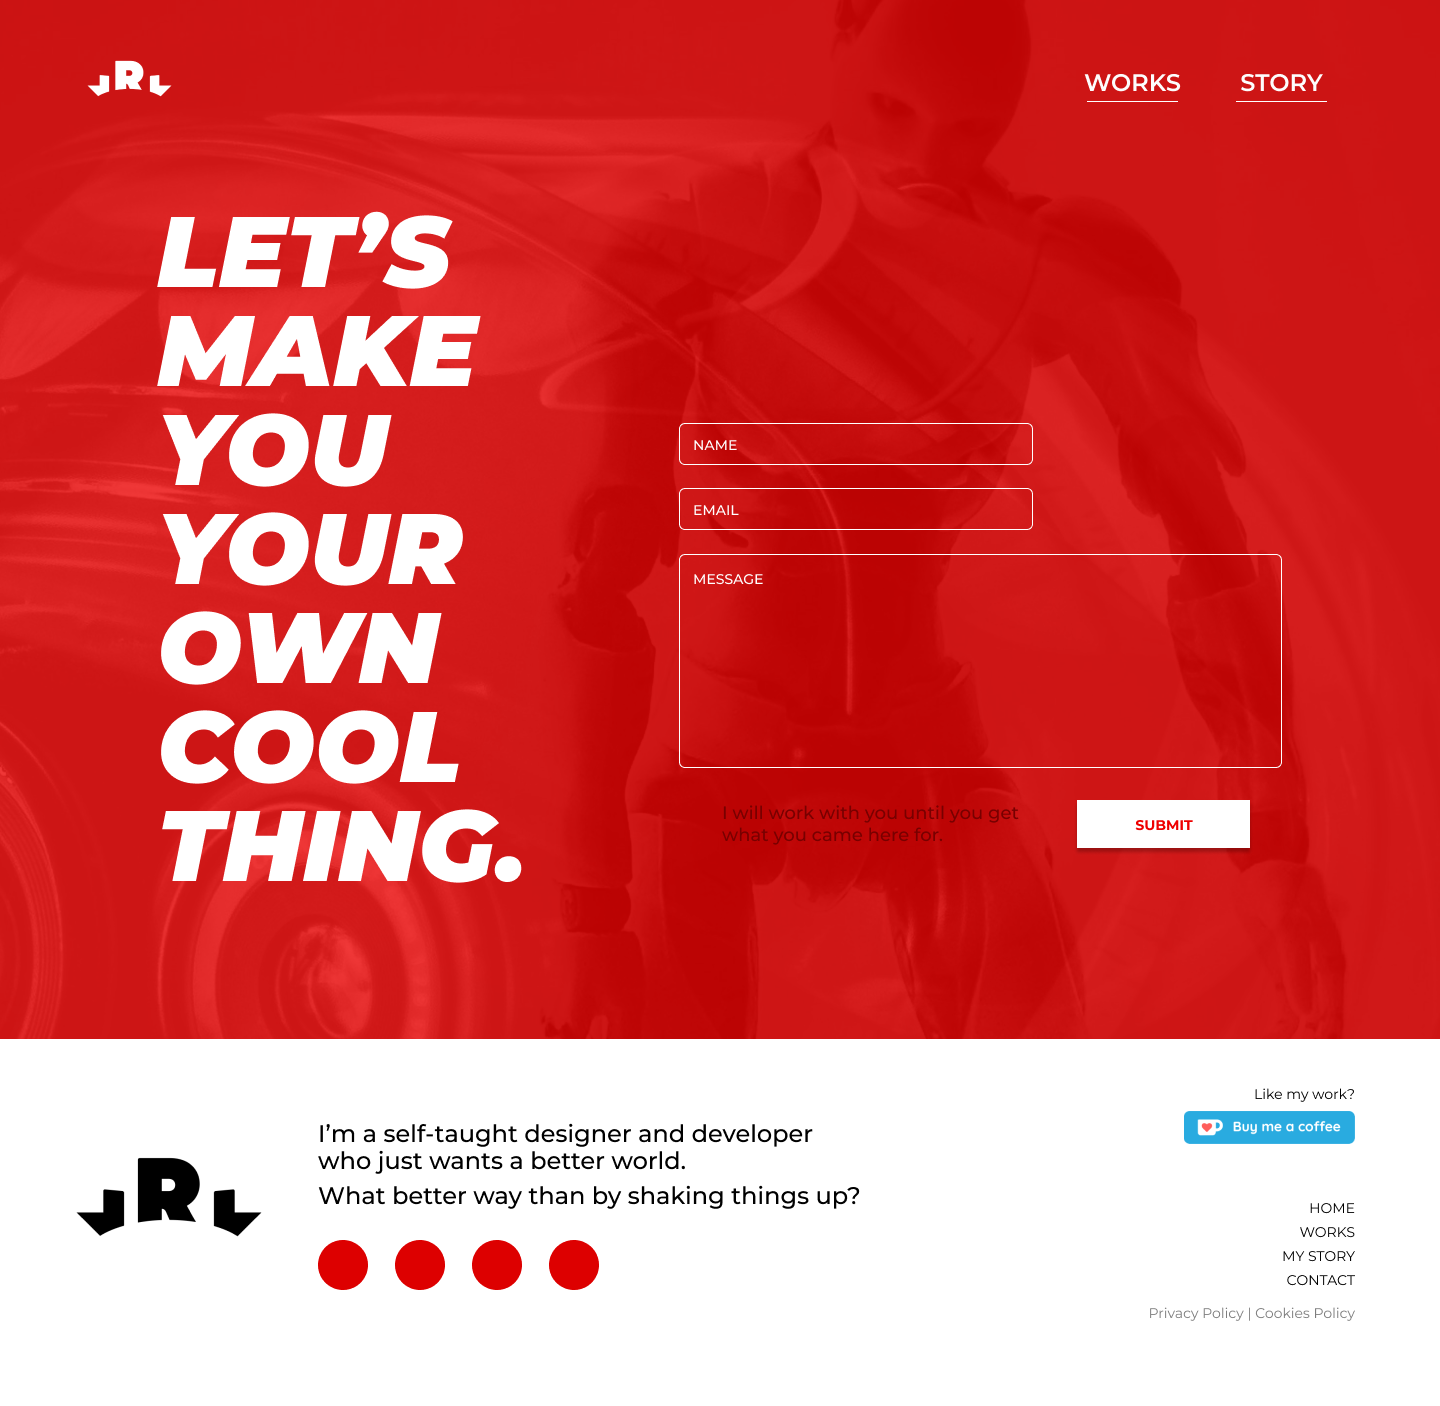 JRL
WORKS
STORY
LET’S
MAKE
YOU
YOUR
OWN
COOL
THING.
NAME
EMAIL
MESSAGE
I will work with you until you get
what you came here for.
SUBMIT
Like my work?
Buy me a coffee
I’m a self-taught designer and developer
who just wants a better world.
What better way than by shaking things up?
JRL
HOME
WORKS
MY STORY
CONTACT
Privacy Policy | Cookies Policy